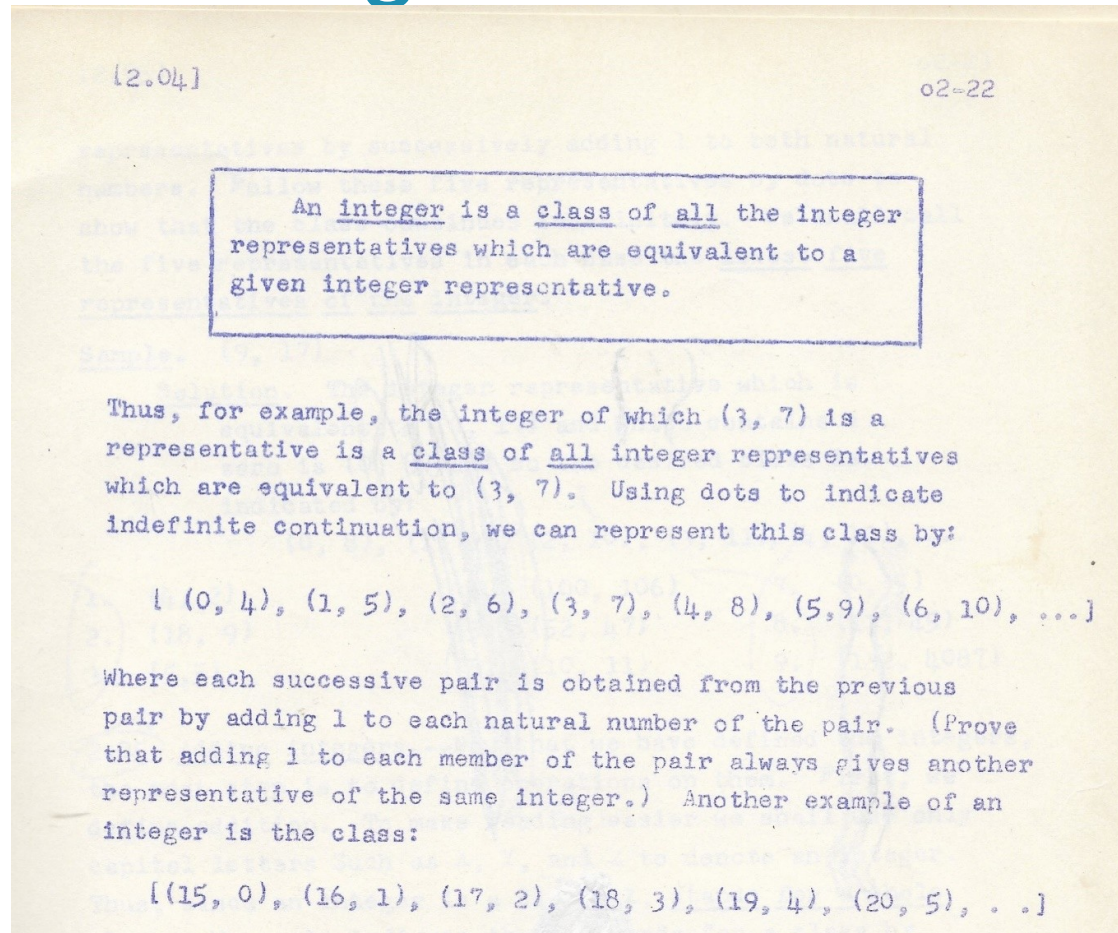 [2.04]
o2-22
An integer is a class of all the integer
representatives which are equivalent to a
given integer representative.
Thus, for example, the integer of which (3, 7) is a
representative is a class of all integer representatives
which are equivalent to (3, 7). Using dots to indicate
indefinite continuation, we can represent this class by:
[ (0, 4), (1, 5), (2, 6), (3, 7), (4, 8), (5,9), (6, 10), ...]
Where each successive pair is obtained from the previous
pair by adding 1 to each natural number of the pair. (Prove
that adding 1 to each member of the pair always gives another
representative of the same integer.) Another example of an
integer is the class:
[(15, 0), (16, 1), (17, 2), (18, 3), (19, 4), (20, 5), . . .]